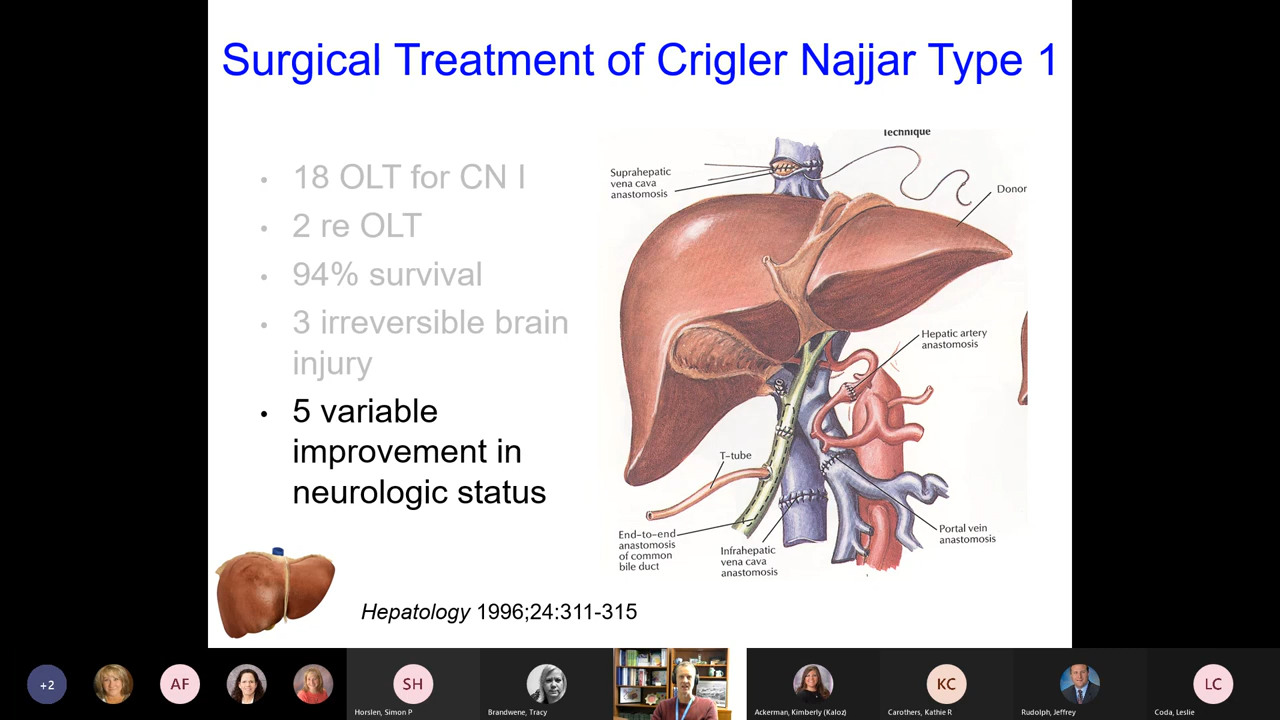 Surgical Treatment of Crigler Najjar Type 1
• 18 OLT for CN I
• 2 re OLT
• 94% survival
• 3 irreversible brain
injury
• 5 variable
improvement in
neurologic status
Technique
Suprahepatic
vena cava
anastomosis
Donor
Hepatic artery
anastomosis
T-tube
End-to-end
anastomosis
of common
bile duct
Infrahepatic
vena cava
anastomosis
Portal vein
anastomosis
Hepatology 1996;24:311-315
+2
AF
SH
Horslen, Simon P
Brandwene, Tracy
Ackerman, Kimberly (Kaloz)
KC
Carothers, Kathie R
Rudolph, Jeffrey
LC
Coda, Leslie